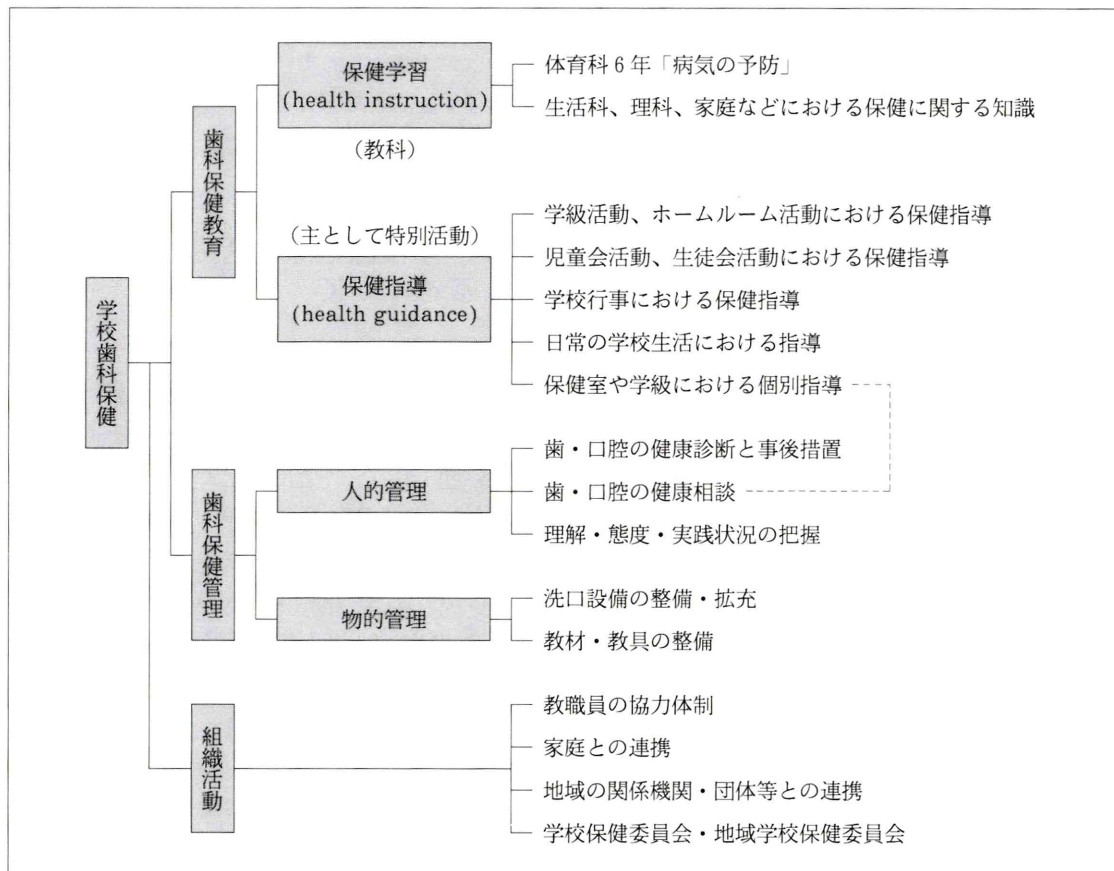 学校歯科保健
歯科保健教育
保健学習
(health instruction)
（教科）
体育科6年「病気の予防」
生活科、理科、家庭などにおける保健に関する知識
（主として特別活動）
保健指導
(health guidance)
学級活動、ホームルーム活動における保健指導
児童会活動、生徒会活動における保健指導
学校行事における保健指導
日常の学校生活における指導
保健室や学級における個別指導
歯科保健管理
人的管理
歯・口腔の健康診断と事後措置
歯・口腔の健康相談
理解・態度・実践状況の把握
物的管理
洗口設備の整備・拡充
教材・教具の整備
組織活動
教職員の協力体制
家庭との連携
地域の関係機関・団体等との連携
学校保健委員会・地域学校保健委員会